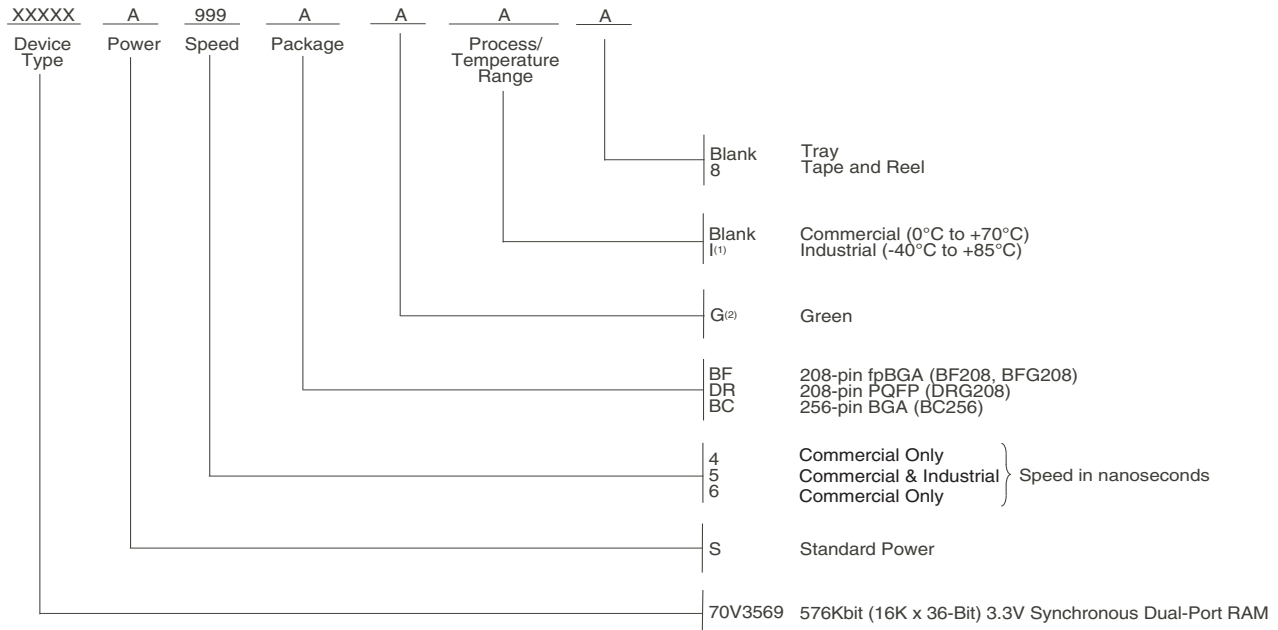 XXXXX A 999 A A A A
Device Type Power Speed Package Process/ Temperature Range
Blank Tray
8 Tape and Reel
Blank Commercial (0°C to +70°C)
I(1) Industrial (-40°C to +85°C)
G(2) Green
BF 208-pin fpBGA (BF208, BFG208)
DR 208-pin PQFP (DRG208)
BC 256-pin BGA (BC256)
4 Commercial Only
5 Commercial & Industrial Speed in nanoseconds
6 Commercial Only
S Standard Power
70V3569 576Kbit (16K x 36-Bit) 3.3V Synchronous Dual-Port RAM